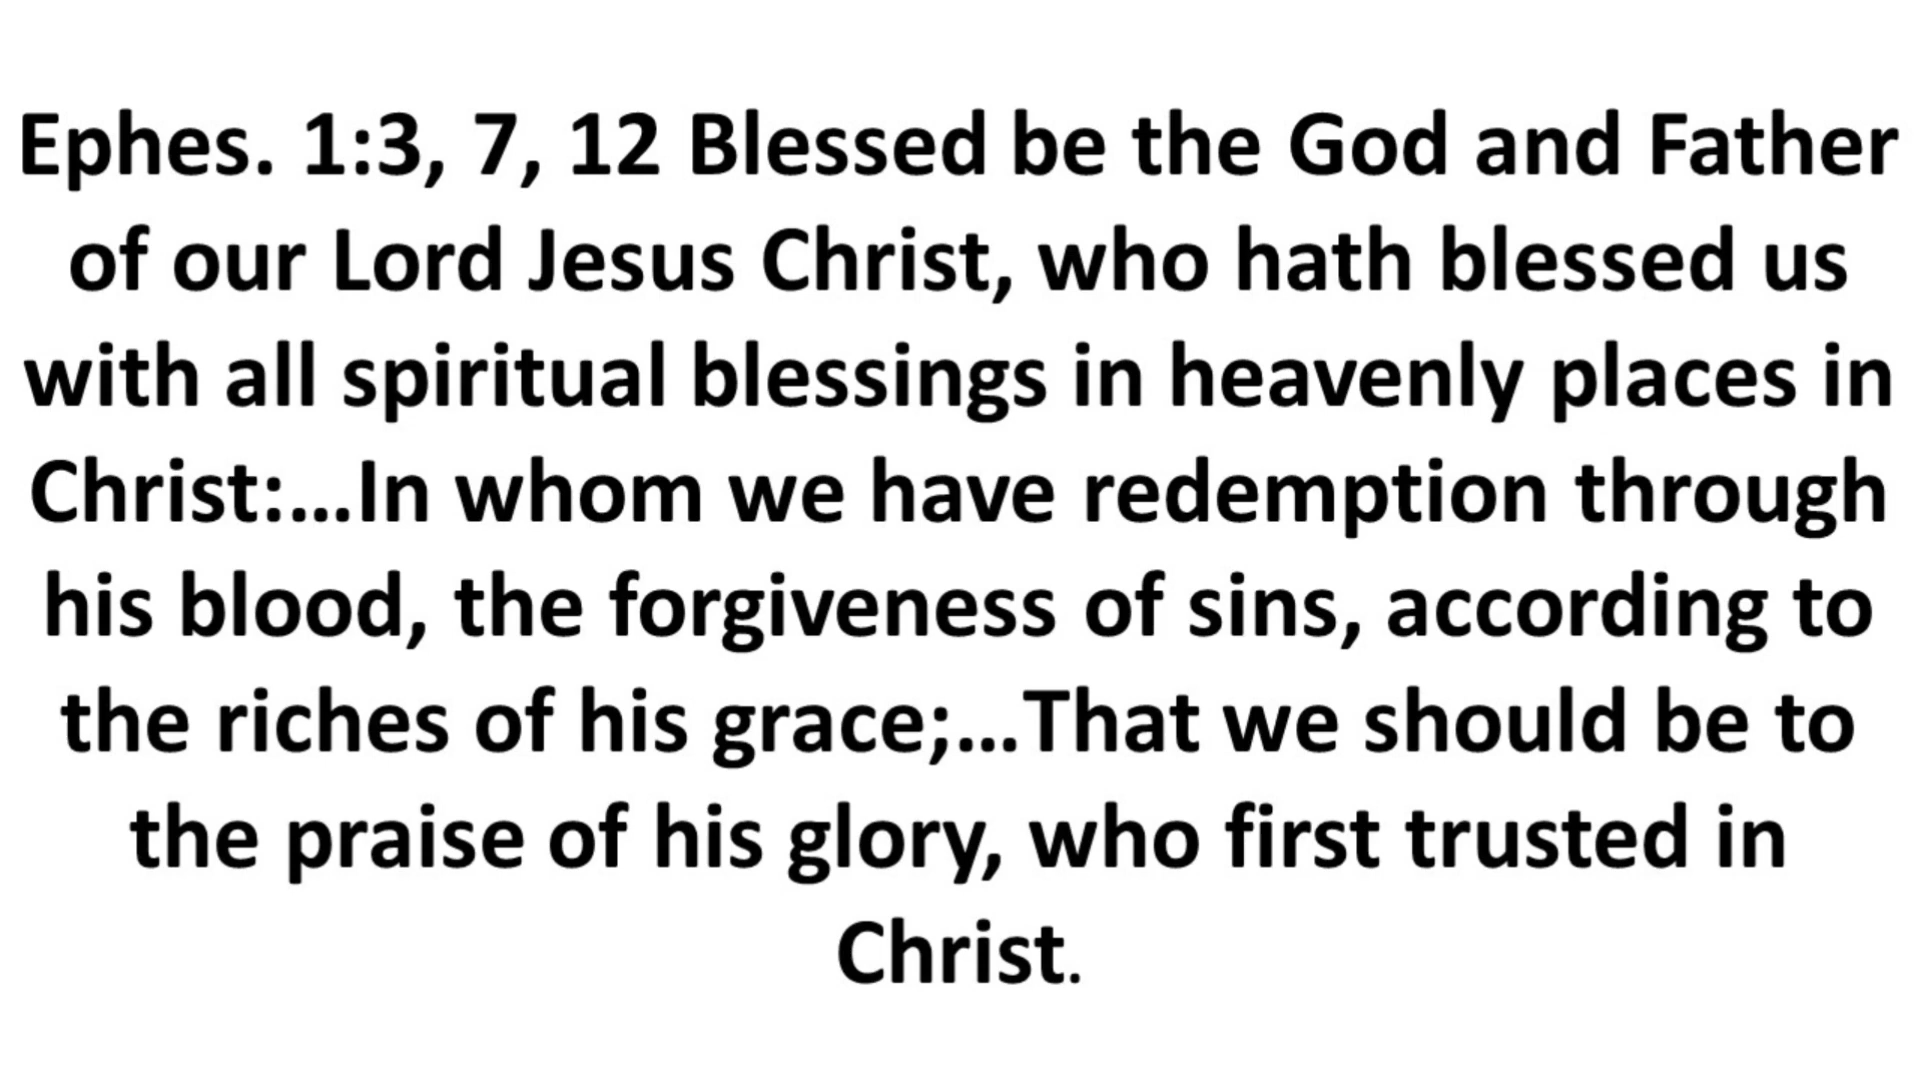 Ephes. 1:3, 7, 12 Blessed be the God and Father
of our Lord Jesus Christ, who hath blessed us
with all spiritual blessings in heavenly places in
Christ:...In whom we have redemption through
his blood, the forgiveness of sins, according to
the riches of his grace;...That we should be to
the praise of his glory, who first trusted in
Christ.